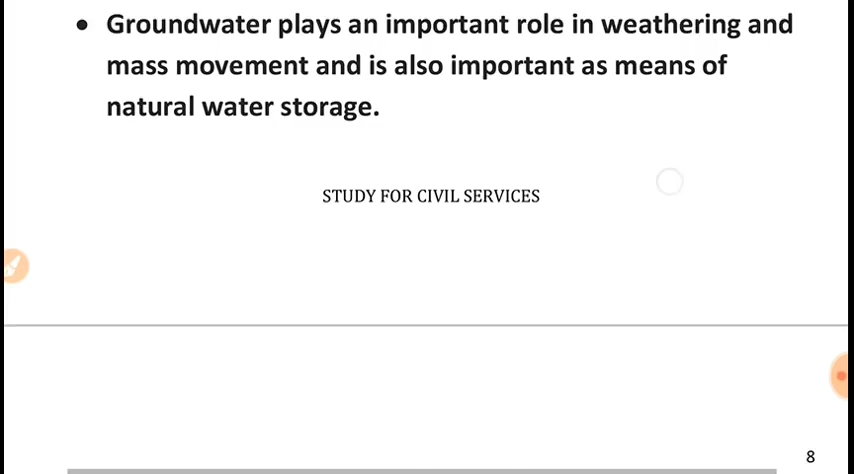 • Groundwater plays an important role in weathering and
mass movement and is also important as means of
natural water storage.
STUDY FOR CIVIL SERVICES
8